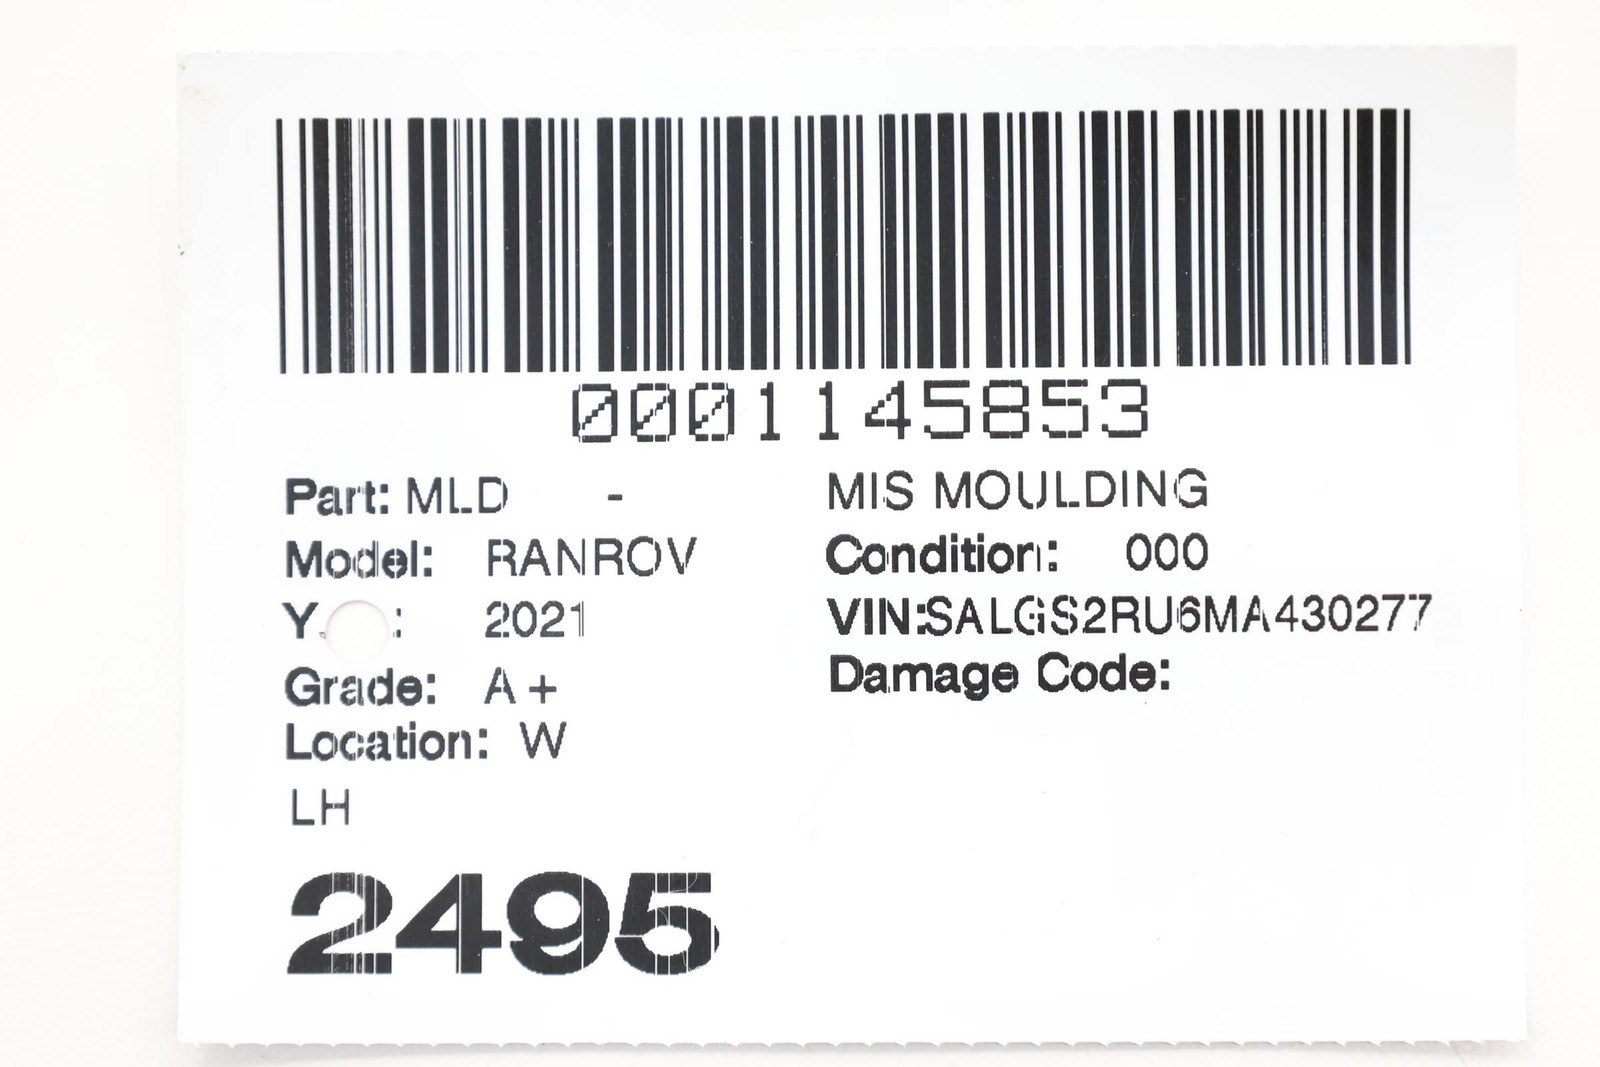 0001145853
Part: MLD - MIS MOULDING
Model: RANROV Condition: 000
Y : 2021 VIN:SALGS2RU6MA430277
Grade: A+ Damage Code:
Location: W
LH
2495